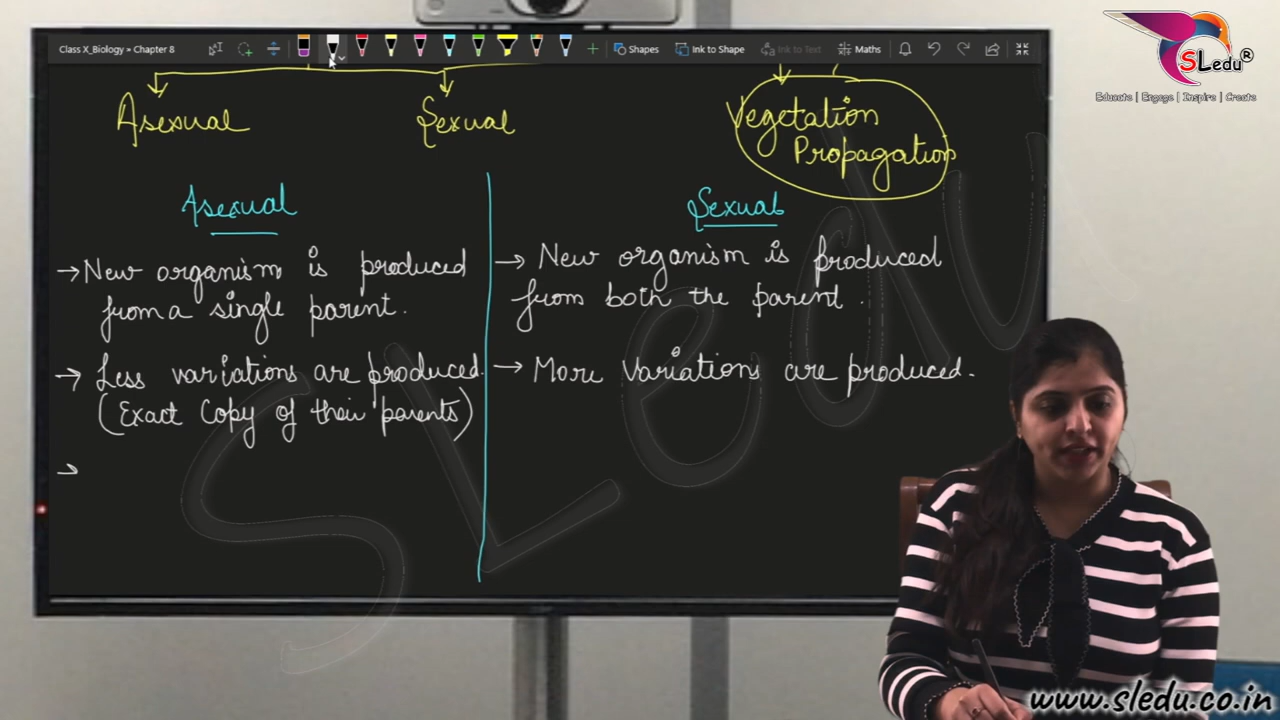 Class X_Biology » Chapter 8
Shapes
Ink to Shape
Ink to Text
Maths
SLedu®
Educate | Engage | Inspire | Create
Asexual
Sexual
Vegetation
Propagation
Asexual
→ New organism is produced
from a single parent.
→ Less variations are produced.
(Exact Copy of their parents)
→
Sexual
→ New organism is produced
from both the parent.
→ More Variations are produced.
SLedu
www.sledu.co.in